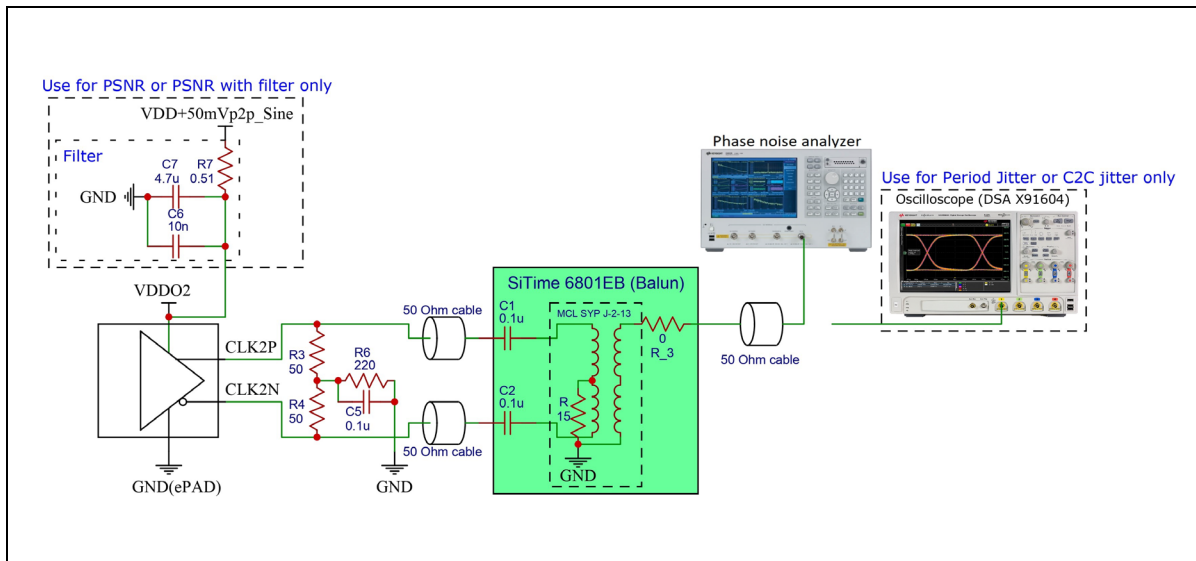 Use for PSNR or PSNR with filter only
VDD+50mVp2p_Sine
Filter
C7
4.7u
R7
0.51
GND
C6
10n
VDDO2
CLK2P
CLK2N
GND(ePAD)
R3
50
R4
50
R6
220
C5
0.1u
GND
50 Ohm cable
50 Ohm cable
SiTime 6801EB (Balun)
C1
0.1u
MCL SYP J-2-13
C2
0.1u
R
15
GND
0
R_3
50 Ohm cable
Phase noise analyzer
Use for Period Jitter or C2C jitter only
Oscilloscope (DSA X91604)